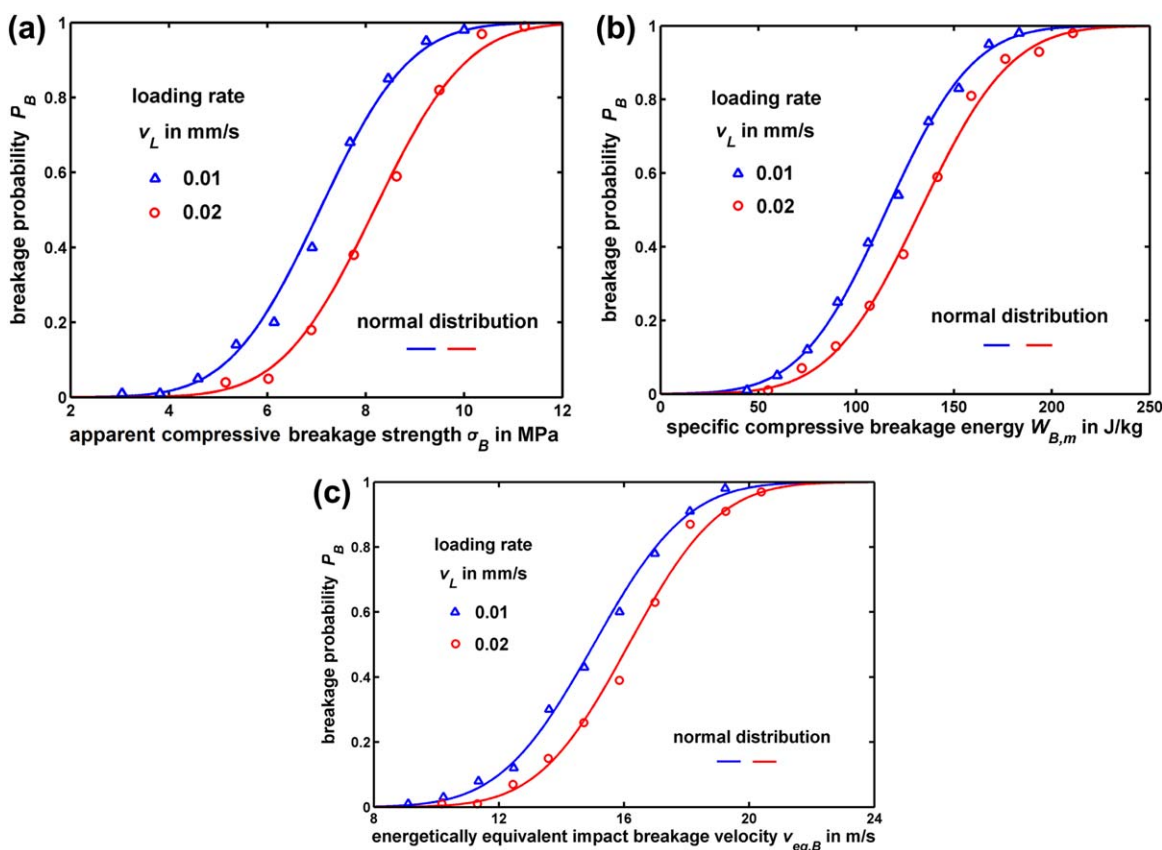 (a)
1
0.8
0.6
0.4
0.2
0
breakage probability P_B
loading rate
v_L in mm/s
0.01
0.02
normal distribution
2 4 6 8 10 12
apparent compressive breakage strength σ_B in MPa
(b)
1
0.8
0.6
0.4
0.2
0
breakage probability P_B
loading rate
v_L in mm/s
0.01
0.02
normal distribution
0 50 100 150 200 250
specific compressive breakage energy W_B,m in J/kg
(c)
1
0.8
0.6
0.4
0.2
0
breakage probability P_B
loading rate
v_L in mm/s
0.01
0.02
normal distribution
8 12 16 20 24
energetically equivalent impact breakage velocity v_eq,B in m/s